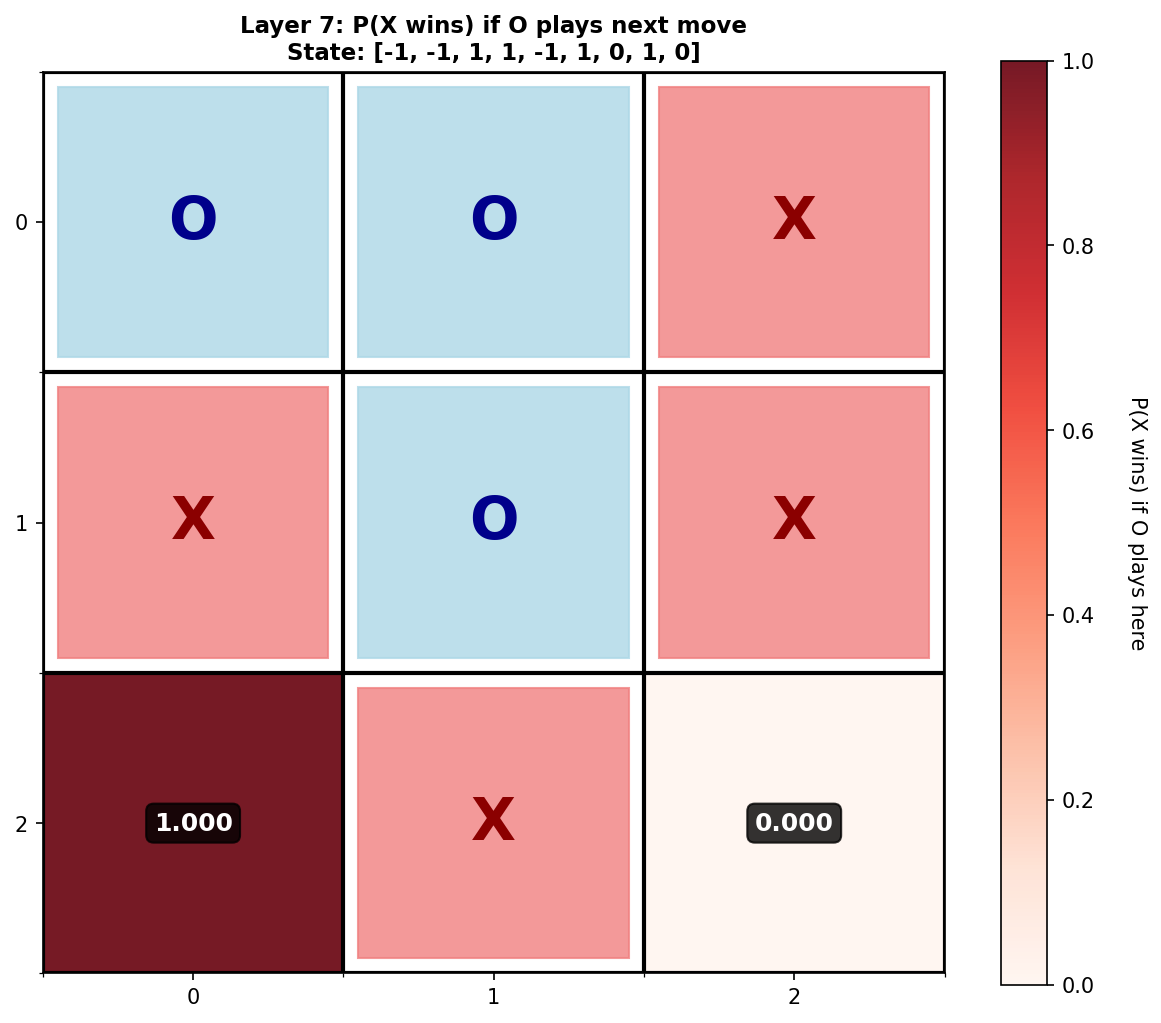 Layer 7: P(X wins) if O plays next move
State: [-1, -1, 1, 1, -1, 1, 0, 1, 0]
O O X
X O X
1.000 X 0.000
0
1
2
0 1 2
1.0
0.8
0.6
0.4
0.2
0.0
P(X wins) if O plays here